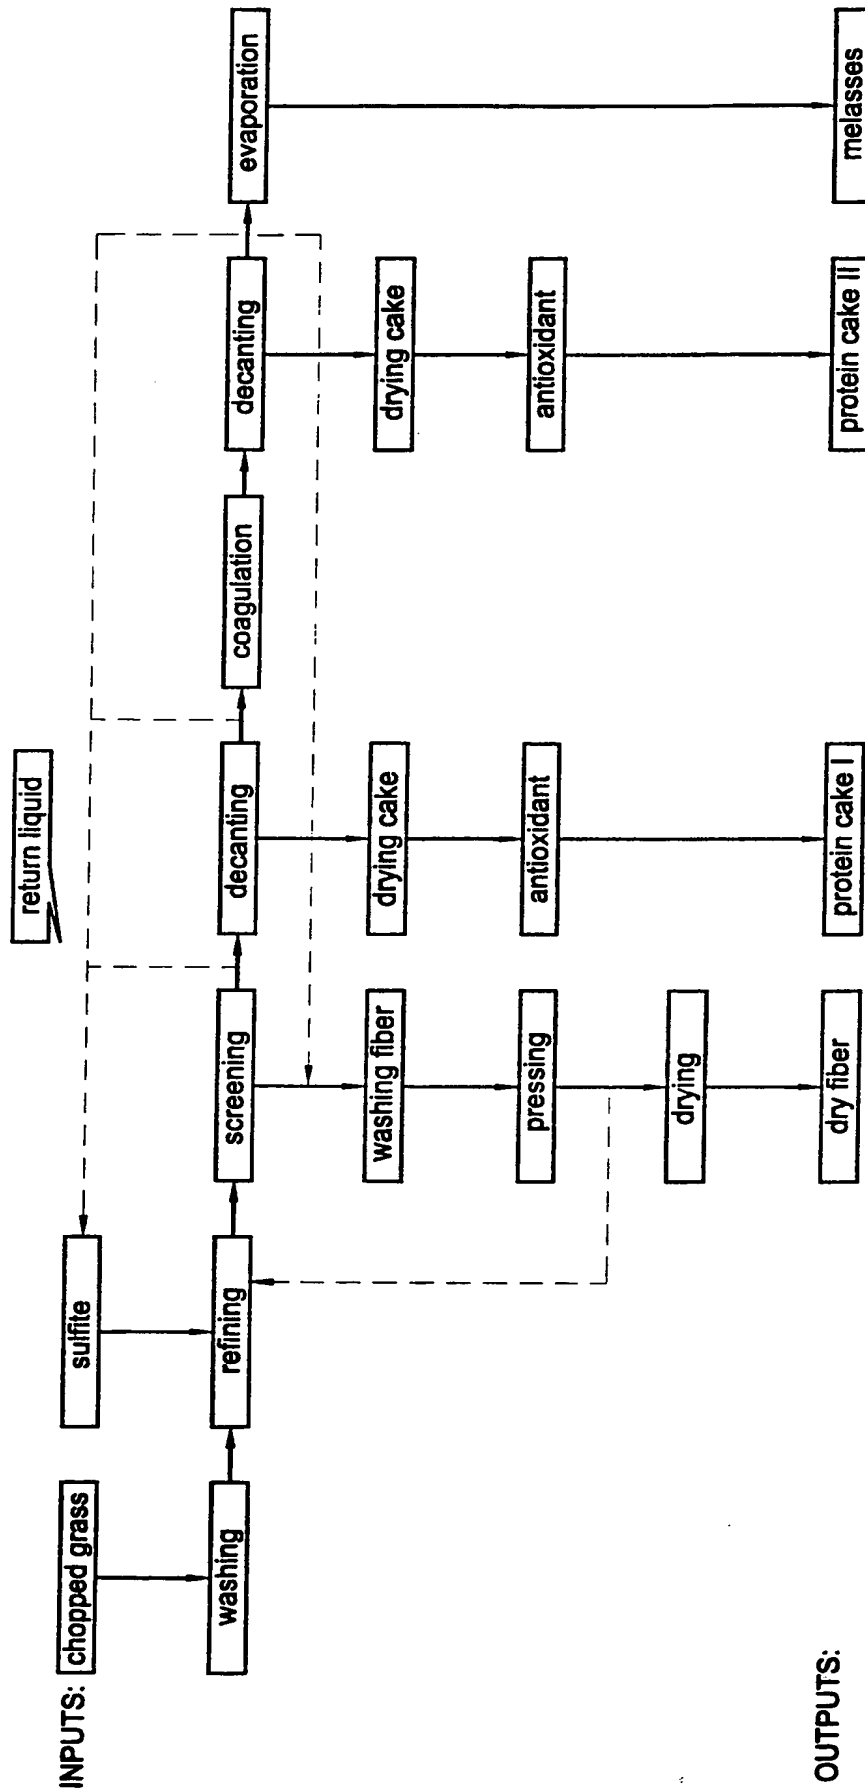 return liquid
INPUTS:
chopped grass
sulfite
washing
refining
screening
decanting
coagulation
decanting
evaporation
washing fiber
drying cake
drying cake
pressing
antioxidant
antioxidant
drying
OUTPUTS:
dry fiber
protein cake I
protein cake II
melasses